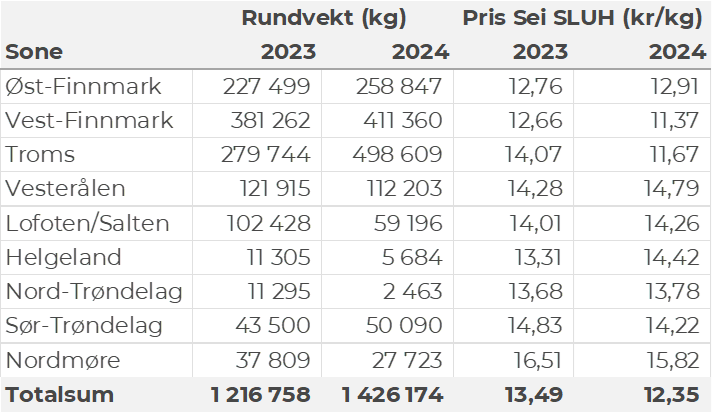 Rundvekt (kg) Pris Sei SLUH (kr/kg)
Sone 2023 2024 2023 2024
Øst-Finnmark 227 499 258 847 12,76 12,91
Vest-Finnmark 381 262 411 360 12,66 11,37
Troms 279 744 498 609 14,07 11,67
Vesterålen 121 915 112 203 14,28 14,79
Lofoten/Salten 102 428 59 196 14,01 14,26
Helgeland 11 305 5 684 13,31 14,42
Nord-Trøndelag 11 295 2 463 13,68 13,78
Sør-Trøndelag 43 500 50 090 14,83 14,22
Nordmøre 37 809 27 723 16,51 15,82
Totalsum 1 216 758 1 426 174 13,49 12,35